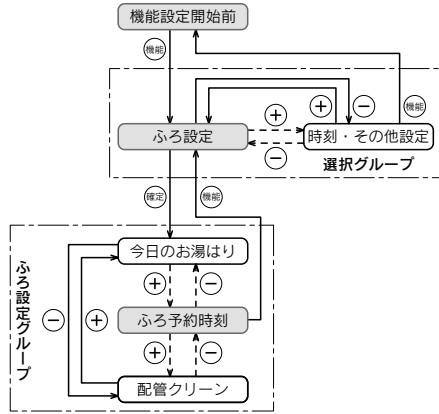 機能設定開始前
機能
ふろ設定
+
−
+
−
機能
時刻・その他設定
選択グループ
確定
機能
ふろ設定グループ
今日のお湯はり
+
−
−
+
ふろ予約時刻
+
−
配管クリーン